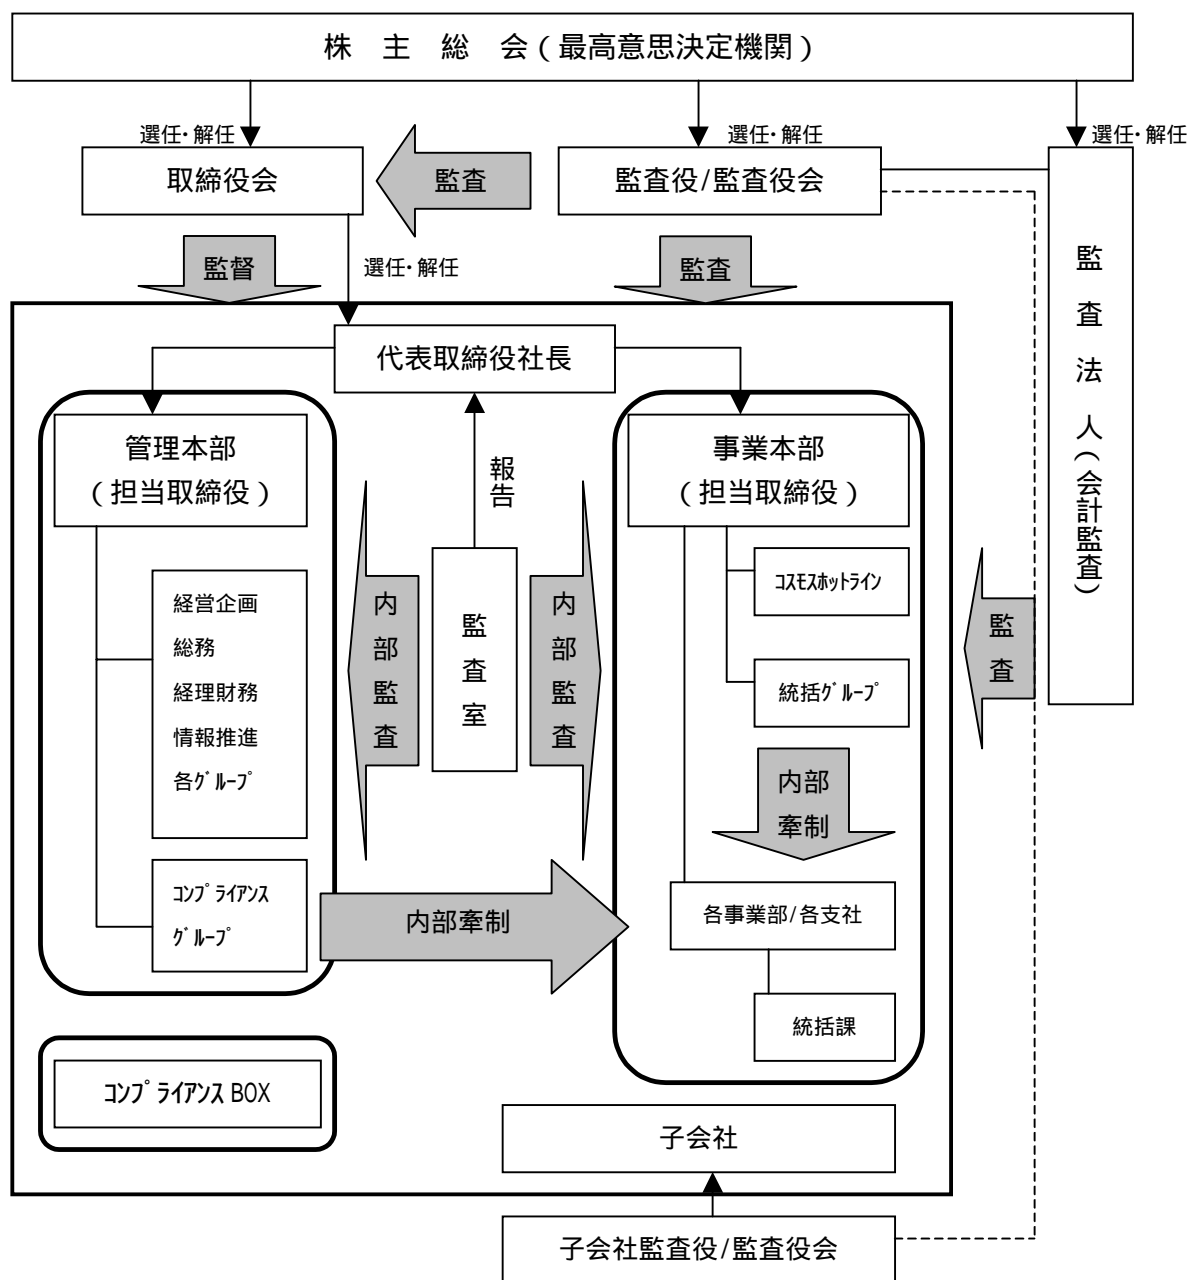 株　主　総　会（最高意思決定機関）
選任・解任
選任・解任
選任・解任
取締役会
監査
監査役/監査役会
監督
選任・解任
監査
監査法人（会計監査）
代表取締役社長
管理本部
（担当取締役）
報告
事業本部
（担当取締役）
経営企画
総務
経理財務
情報推進
各ｸﾞﾙｰﾌﾟ
内部監査
監査室
内部監査
ｺｽﾓｽﾎｯﾄﾗｲﾝ
統括ｸﾞﾙｰﾌﾟ
監査
内部
牽制
ｺﾝﾌﾟﾗｲｱﾝｽ
ｸﾞﾙｰﾌﾟ
内部牽制
各事業部/各支社
統括課
ｺﾝﾌﾟﾗｲｱﾝｽ BOX
子会社
子会社監査役/監査役会